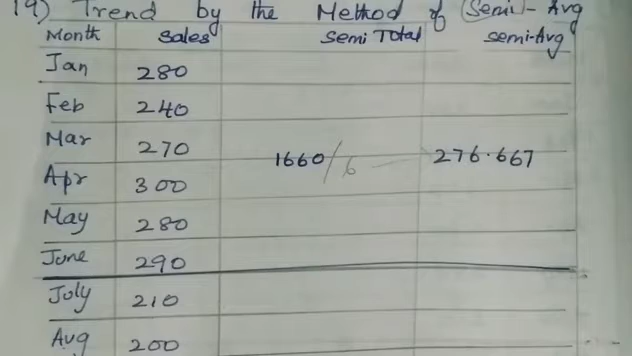 19) Trend by the Method of Semi - Avg
Month Sales Semi Total semi-Avg
Jan 280
Feb 240
Mar 270
1660/6 276.667
Apr 300
May 280
June 290
July 210
Aug 200